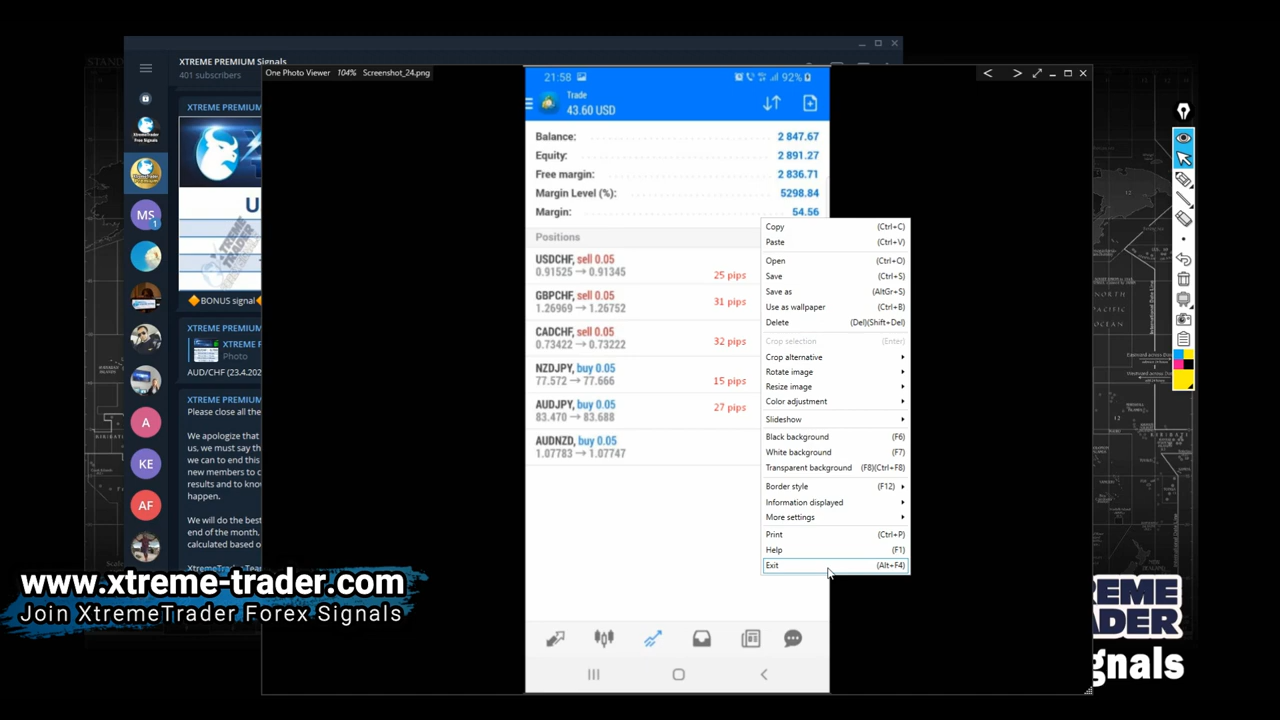 XTREME PREMIUM Signals
401 subscribers
XTREME PREMIUM
U
BONUS signal
XTREME PREMIUM
XTREME P
Photo
AUD/CHF (23.4.202
XTREME PREMIUM
Please close all the
We apologize that
us, we must say th
we can to end this
new members to c
results and to know
happen.
We will do the best
end of the month.
calculated based o
XtremeTeam
MS
1
A
KE
AF
One Photo Viewer 104% Screenshot_24.png
21:58
92%
Trade
43.60 USD
Balance: 2 847.67
Equity: 2 891.27
Free margin: 2 836.71
Margin Level (%): 5298.84
Margin: 54.56
Positions
USDCHF, sell 0.05
0.91525 → 0.91345
25 pips
GBPCHF, sell 0.05
1.26969 → 1.26752
31 pips
CADCHF, sell 0.05
0.73422 → 0.73222
32 pips
NZDJPY, buy 0.05
77.572 → 77.666
15 pips
AUDJPY, buy 0.05
83.470 → 83.688
27 pips
AUDNZD, buy 0.05
1.07783 → 1.07747
Copy (Ctrl+C)
Paste (Ctrl+V)
Open (Ctrl+O)
Save (Ctrl+S)
Save as (AltGr+S)
Use as wallpaper (Ctrl+B)
Delete (Del)(Shift+Del)
Crop selection (Enter)
Crop alternative
Rotate image
Resize image
Color adjustment
Slideshow
Black background (F6)
White background (F7)
Transparent background (F8)(Ctrl+F8)
Border style (F12)
Information displayed
More settings
Print (Ctrl+P)
Help (F1)
Exit (Alt+F4)
www.xtreme-trader.com
Join XtremeTrader Forex Signals
EME
ADER
gnals